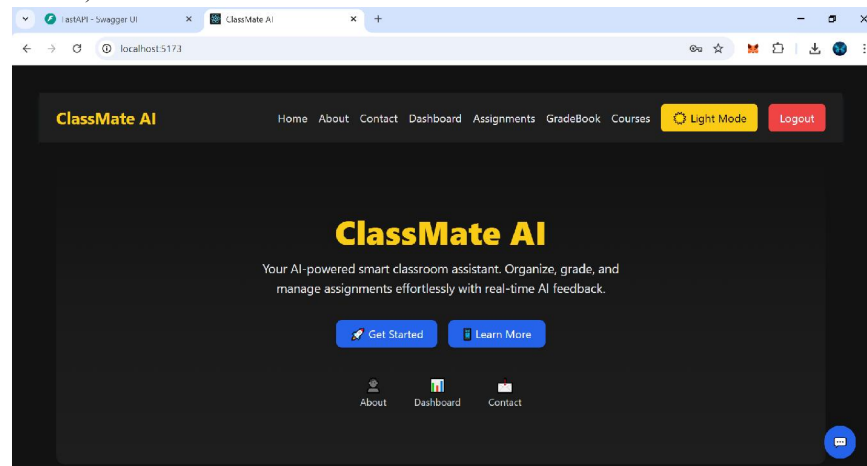 FastAPI - Swagger UI
ClassMate AI
localhost:5173
ClassMate AI
Home About Contact Dashboard Assignments GradeBook Courses Light Mode Logout
ClassMate AI
Your AI-powered smart classroom assistant. Organize, grade, and
manage assignments effortlessly with real-time AI feedback.
Get Started Learn More
About Dashboard Contact